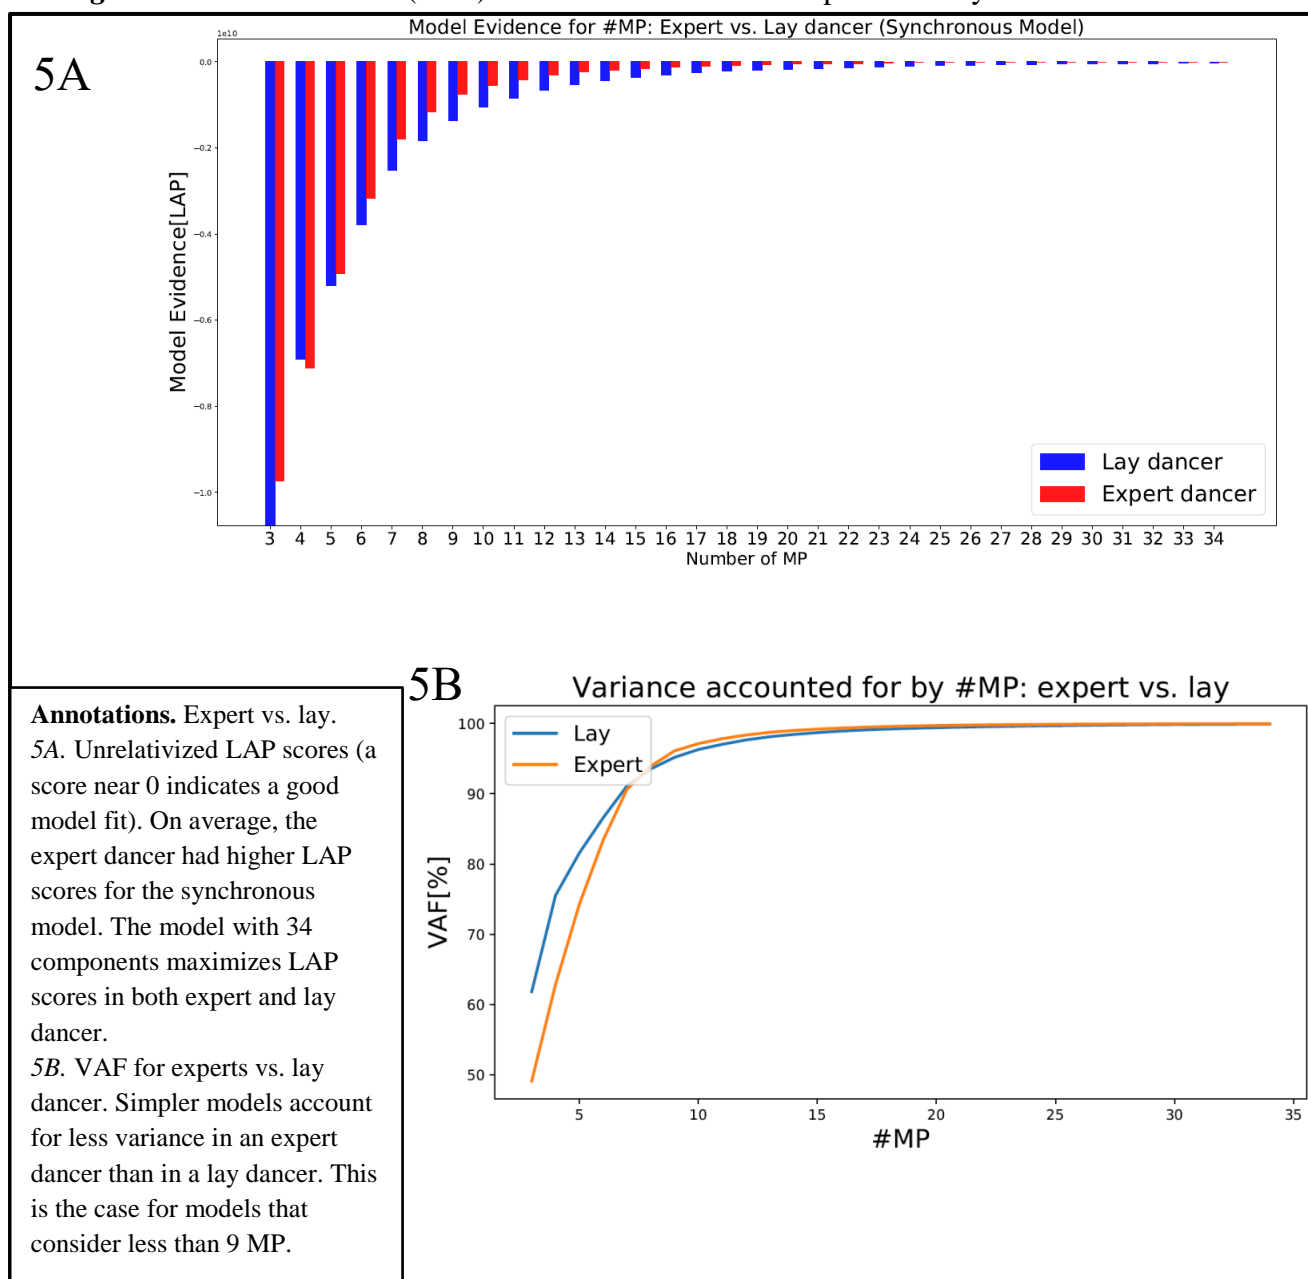 5A
Model Evidence for #MP: Expert vs. Lay dancer (Synchronous Model)
1e10
0.0
−0.2
−0.4
−0.6
−0.8
−1.0
Model Evidence[LAP]
Lay dancer
Expert dancer
3 4 5 6 7 8 9 10 11 12 13 14 15 16 17 18 19 20 21 22 23 24 25 26 27 28 29 30 31 32 33 34
Number of MP
Annotations. Expert vs. lay.
5A. Unrelativized LAP scores (a
score near 0 indicates a good
model fit). On average, the
expert dancer had higher LAP
scores for the synchronous
model. The model with 34
components maximizes LAP
scores in both expert and lay
dancer.
5B. VAF for experts vs. lay
dancer. Simpler models account
for less variance in an expert
dancer than in a lay dancer. This
is the case for models that
consider less than 9 MP.
5B
Variance accounted for by #MP: expert vs. lay
Lay
Expert
100
90
80
70
60
50
VAF[%]
5 10 15 20 25 30 35
#MP